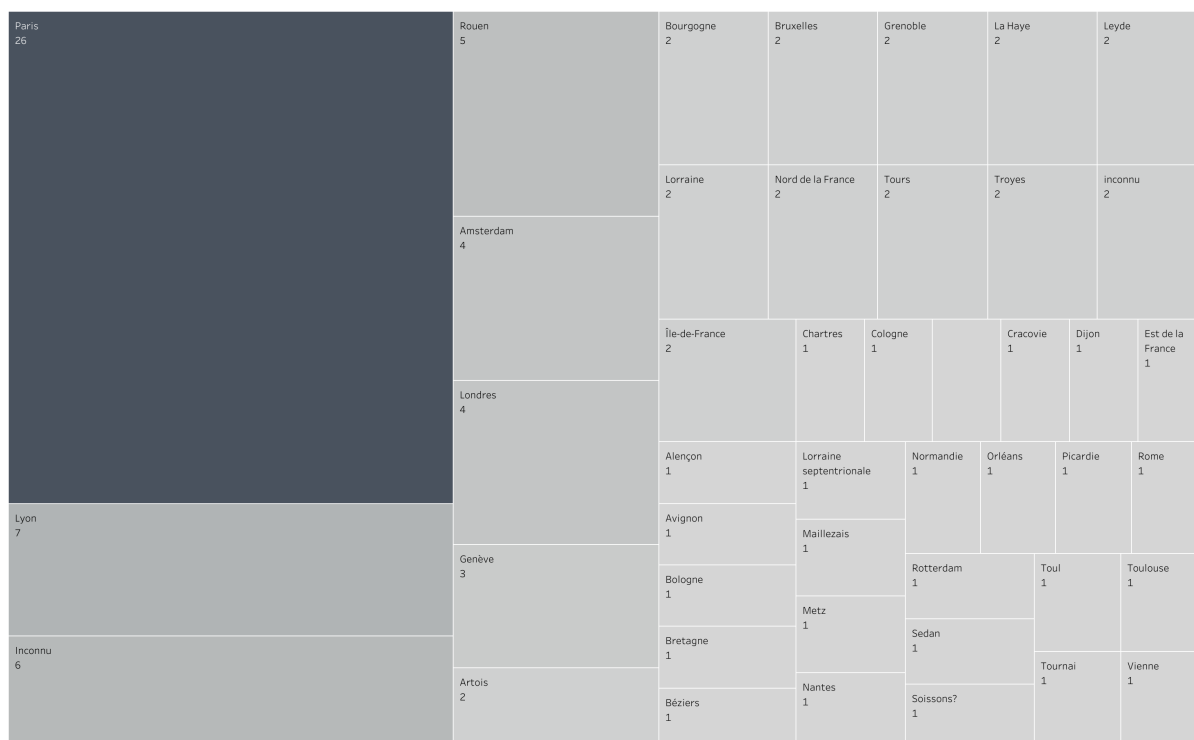 Paris
26
Lyon
7
Inconnu
6
Rouen
5
Amsterdam
4
Londres
4
Genève
3
Artois
2
Bourgogne
2
Bruxelles
2
Grenoble
2
La Haye
2
Leyde
2
Lorraine
2
Nord de la France
2
Tours
2
Troyes
2
inconnu
2
Île-de-France
2
Chartres
1
Cologne
1
Cracovie
1
Dijon
1
Est de la
France
1
Alençon
1
Avignon
1
Bologne
1
Bretagne
1
Béziers
1
Lorraine
septentrionale
1
Maillezais
1
Metz
1
Nantes
1
Normandie
1
Orléans
1
Picardie
1
Rome
1
Rotterdam
1
Sedan
1
Soissons?
1
Toul
1
Toulouse
1
Tournai
1
Vienne
1